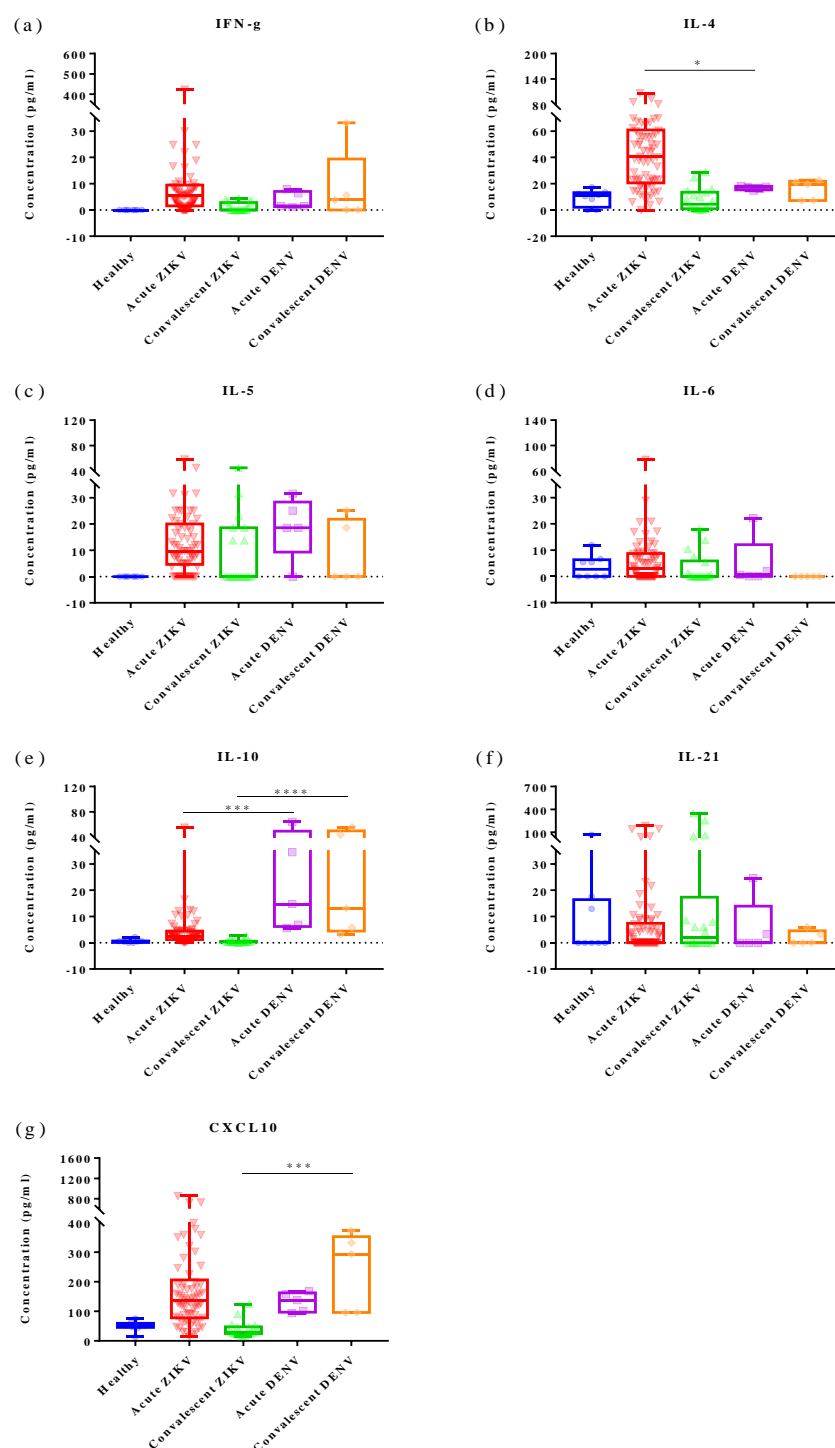 (a) IFN-g
Concentration (pg/ml)
600
500
400
30
20
10
0
-10
Healthy
Acute ZIKV
Convalescent ZIKV
Acute DENV
Convalescent DENV
(b) IL-4
Concentration (pg/ml)
200
140
80
60
40
20
0
-20
*
Healthy
Acute ZIKV
Convalescent ZIKV
Acute DENV
Convalescent DENV
(c) IL-5
Concentration (pg/ml)
120
80
40
30
20
10
0
-10
Healthy
Acute ZIKV
Convalescent ZIKV
Acute DENV
Convalescent DENV
(d) IL-6
Concentration (pg/ml)
140
100
60
30
20
10
0
-10
Healthy
Acute ZIKV
Convalescent ZIKV
Acute DENV
Convalescent DENV
(e) IL-10
Concentration (pg/ml)
120
80
40
30
20
10
0
-10
****
***
Healthy
Acute ZIKV
Convalescent ZIKV
Acute DENV
Convalescent DENV
(f) IL-21
Concentration (pg/ml)
700
400
100
30
20
10
0
-10
Healthy
Acute ZIKV
Convalescent ZIKV
Acute DENV
Convalescent DENV
(g) CXCL10
Concentration (pg/ml)
1600
1200
800
400
300
200
100
0
***
Healthy
Acute ZIKV
Convalescent ZIKV
Acute DENV
Convalescent DENV